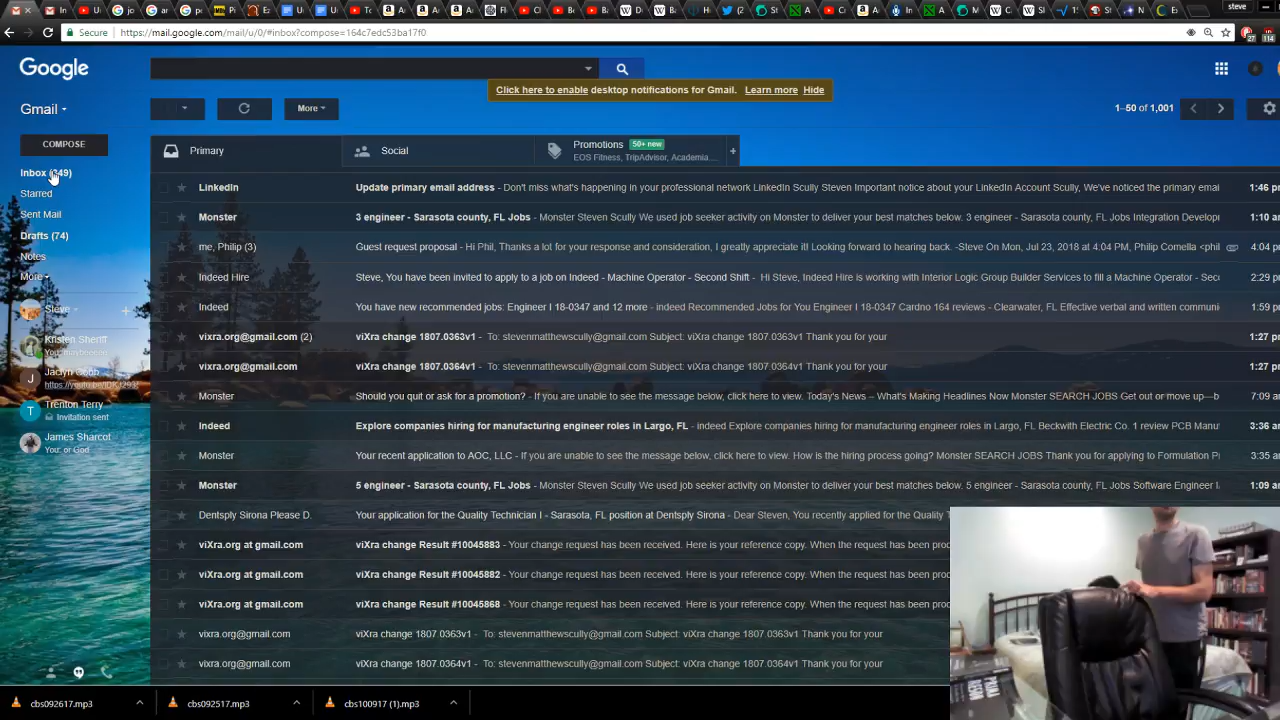 steve
Secure https://mail.google.com/mail/u/0/#inbox?compose=164c7edc53ba17f0
Google
Click here to enable desktop notifications for Gmail. Learn more Hide
Gmail
More
1–50 of 1,001
COMPOSE
Primary
Social
Promotions 50+ new
EOS Fitness, TripAdvisor, Academia...
+
Inbox
Starred
Sent Mail
Drafts (74)
Notes
More
Steve
Kristen Sheriff
Jaclyn Cobb
Trenton Terry
Invitation sent
James Sharcot
You: or God
LinkedIn Update primary email address - Don't miss what's happening in your professional network LinkedIn Scully Steven Important notice about your LinkedIn Account Scully, We've noticed the primary emai 1:46
Monster 3 engineer - Sarasota county, FL Jobs - Monster Steven Scully We used job seeker activity on Monster to deliver your best matches below. 3 engineer - Sarasota county, FL Jobs Integration Develop 1:10
me, Philip (3) Guest request proposal - Hi Phil, Thanks a lot for your response and consideration, I greatly appreciate it! Looking forward to hearing back. -Steve On Mon, Jul 23, 2018 at 4:04 PM, Philip Comella <phil 4:04
Indeed Hire Steve, You have been invited to apply to a job on Indeed - Machine Operator - Second Shift - Hi Steve, Indeed Hire is working with Interior Logic Group Builder Services to fill a Machine Operator - Sec 2:29
Indeed You have new recommended jobs: Engineer I 18-0347 and 12 more - indeed Recommended Jobs for You Engineer I 18-0347 Cardno 164 reviews - Clearwater, FL Effective verbal and written communi 1:59
vixra.org@gmail.com (2) viXra change 1807.0363v1 - To: stevenmatthewscully@gmail.com Subject: viXra change 1807.0363v1 Thank you for your 1:27
vixra.org@gmail.com viXra change 1807.0364v1 - To: stevenmatthewscully@gmail.com Subject: viXra change 1807.0364v1 Thank you for your 1:27
Monster Should you quit or ask for a promotion? - If you are unable to see the message below, click here to view. Today's News -- What's Making Headlines Now Monster SEARCH JOBS Get out or move up—b 7:09
Indeed Explore companies hiring for manufacturing engineer roles in Largo, FL - indeed Explore companies hiring for manufacturing engineer roles in Largo, FL Beckwith Electric Co. 1 review PCB Manu 3:36
Monster Your recent application to AOC, LLC - If you are unable to see the message below, click here to view. How is the hiring process going? Monster SEARCH JOBS Thank you for applying to Formulation Pr 3:35
Monster 5 engineer - Sarasota county, FL Jobs - Monster Steven Scully We used job seeker activity on Monster to deliver your best matches below. 5 engineer - Sarasota county, FL Jobs Software Engineer 1:09
Dentsply Sirona Please D. Your application for the Quality Technician I - Sarasota, FL position at Dentsply Sirona - Dear Steven, You recently applied for the Quality
viXra.org at gmail.com viXra change Result #10045883 - Your change request has been received. Here is your reference copy. When the request has been proc
viXra.org at gmail.com viXra change Result #10045882 - Your change request has been received. Here is your reference copy. When the request has been proc
viXra.org at gmail.com viXra change Result #10045868 - Your change request has been received. Here is your reference copy. When the request has been proc
vixra.org@gmail.com viXra change 1807.0363v1 - To: stevenmatthewscully@gmail.com Subject: viXra change 1807.0363v1 Thank you for your
vixra.org@gmail.com viXra change 1807.0364v1 - To: stevenmatthewscully@gmail.com Subject: viXra change 1807.0364v1 Thank you for your
cbs092617.mp3
cbs092517.mp3
cbs100917 (1).mp3